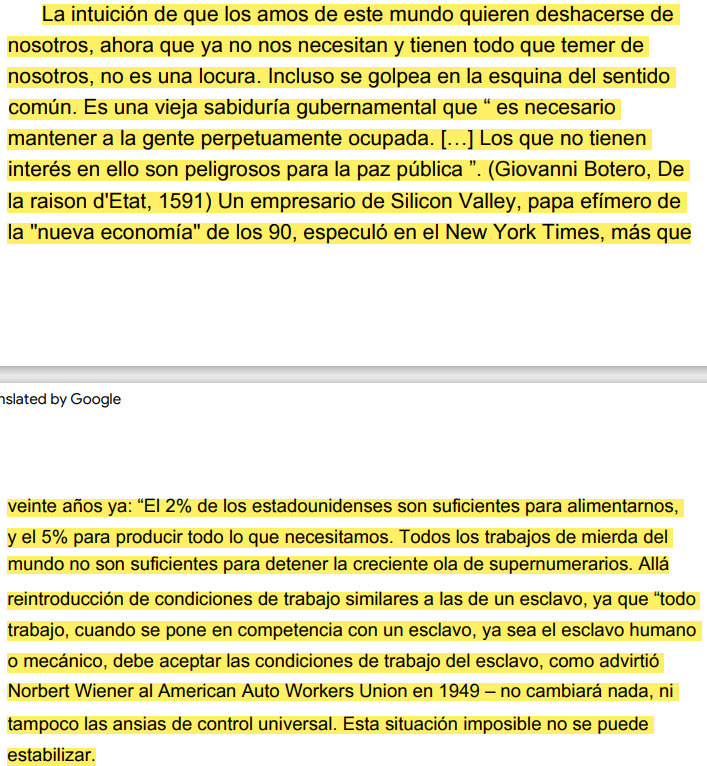 La intuición de que los amos de este mundo quieren deshacerse de
nosotros, ahora que ya no nos necesitan y tienen todo que temer de
nosotros, no es una locura. Incluso se golpea en la esquina del sentido
común. Es una vieja sabiduría gubernamental que “ es necesario
mantener a la gente perpetuamente ocupada. [...] Los que no tienen
interés en ello son peligrosos para la paz pública ”. (Giovanni Botero, De
la raison d'Etat, 1591) Un empresario de Silicon Valley, papa efímero de
la "nueva economía" de los 90, especuló en el New York Times, más que
nslated by Google
veinte años ya: “El 2% de los estadounidenses son suficientes para alimentarnos,
y el 5% para producir todo lo que necesitamos. Todos los trabajos de mierda del
mundo no son suficientes para detener la creciente ola de supernumerarios. Allá
reintroducción de condiciones de trabajo similares a las de un esclavo, ya que “todo
trabajo, cuando se pone en competencia con un esclavo, ya sea el esclavo humano
o mecánico, debe aceptar las condiciones de trabajo del esclavo, como advirtió
Norbert Wiener al American Auto Workers Union en 1949 – no cambiará nada, ni
tampoco las ansias de control universal. Esta situación imposible no se puede
estabilizar.